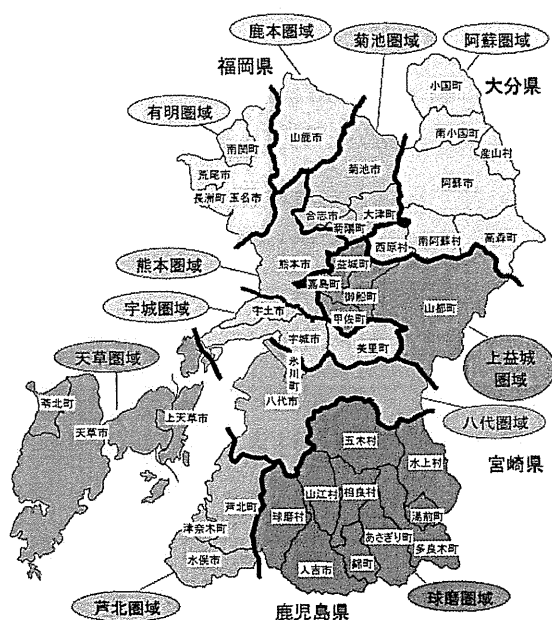 鹿本圏域
菊池圏域
阿蘇圏域
福岡県
大分県
小国町
有明圏域
南小国町
産山村
山鹿市
南関町
菊池市
荒尾市
阿蘇市
長洲町
玉名市
合志市
大津町
菊陽町
西原村
南阿蘇村
高森町
熊本圏域
熊本市
益城町
嘉島町
御船町
山都町
宇城圏域
宇土市
甲佐町
宇城市
美里町
上益城
圏域
天草圏域
氷川町
苓北町
上天草市
八代市
八代圏域
天草市
五木村
水上村
宮崎県
芦北町
山江村
相良村
球磨村
湯前町
津奈木町
あさぎり町
多良木町
水俣市
錦町
人吉市
芦北圏域
球磨圏域
鹿児島県